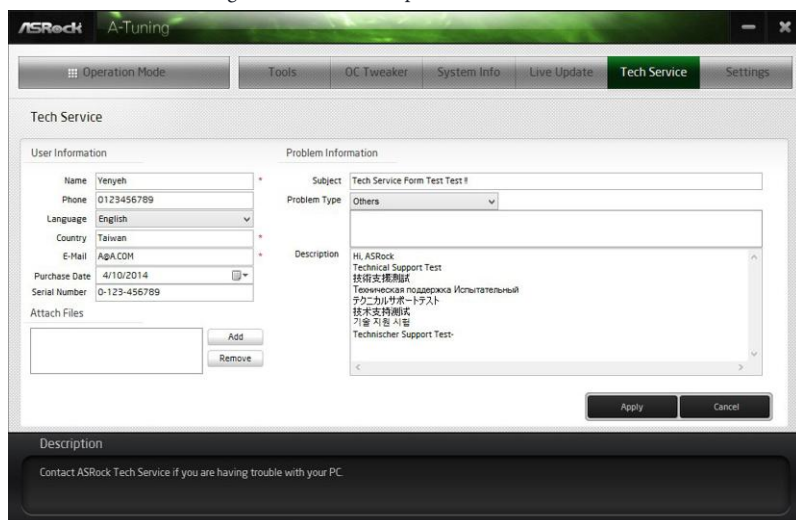 ASRock A-Tuning
Operation Mode Tools OC Tweaker System Info Live Update Tech Service Settings
Tech Service
User Information
Name Yenyeh *
Phone 0123456789
Language English
Country Taiwan *
E-Mail A@A.COM *
Purchase Date 4/10/2014
Serial Number 0-123-456789
Attach Files
Add
Remove
Problem Information
Subject Tech Service Form Test Test !!
Problem Type Others
Description Hi, ASRock
Technical Support Test
技術支援測試
Техническая поддержка Испытательный
テクニカルサポートテスト
技术支持测试
기술 지원 시험
Technischer Support Test-
Apply Cancel
Description
Contact ASRock Tech Service if you are having trouble with your PC.